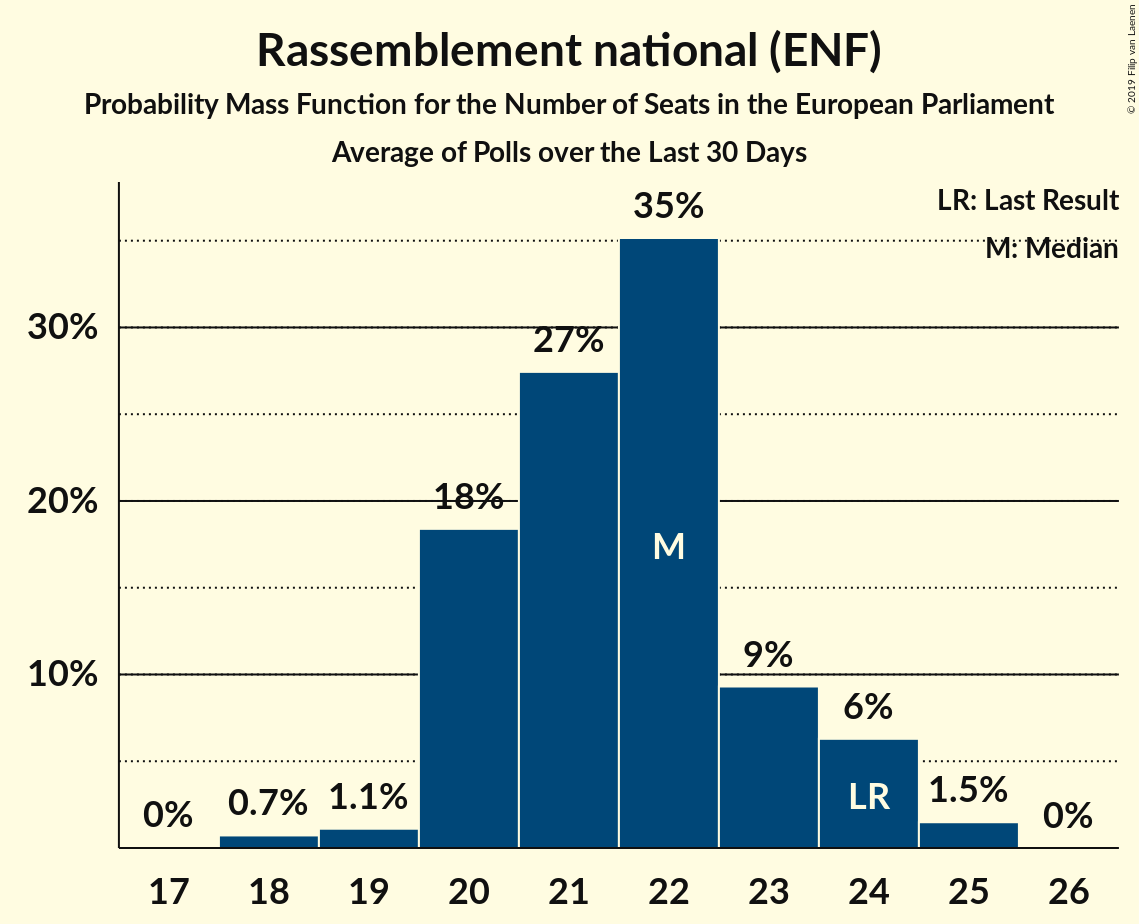 Rassemblement national (ENF)
Probability Mass Function for the Number of Seats in the European Parliament
Average of Polls over the Last 30 Days
© 2019 Filip van Laenen
LR: Last Result
M: Median
30%
20%
10%
0%
0.7%
1.1%
18%
27%
35%
9%
6%
1.5%
0%
M
LR
17 18 19 20 21 22 23 24 25 26